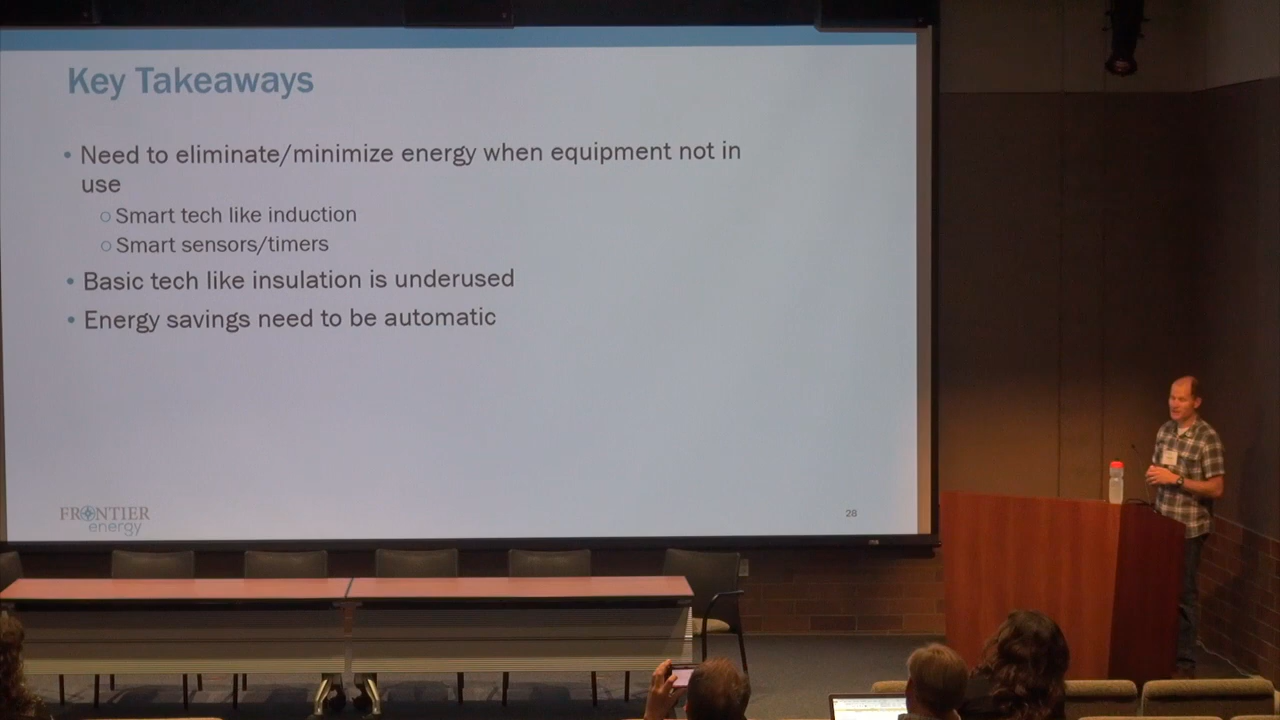 Key Takeaways
• Need to eliminate/minimize energy when equipment not in
use
○ Smart tech like induction
○ Smart sensors/timers
• Basic tech like insulation is underused
• Energy savings need to be automatic
FRONTIER
energy
28